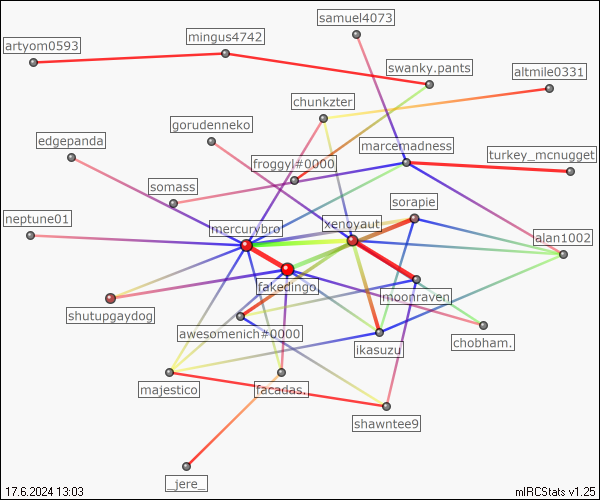 samuel4073
mingus4742
artyom0593
swanky.pants
altmile0331
chunkzter
gorudenneko
edgepanda
marcemadness
turkey_mcnugget
froggyl#0000
somass
sorapie
neptune01
mercurybro
xenoyaut
alan1002
fakedingo.
moonraven
shutupgaydog
awesomenich#0000
chobham.
ikasuzu
majestico
facadas.
shawntee9
_jere_
17.6.2024 13:03
mIRCStats v1.25